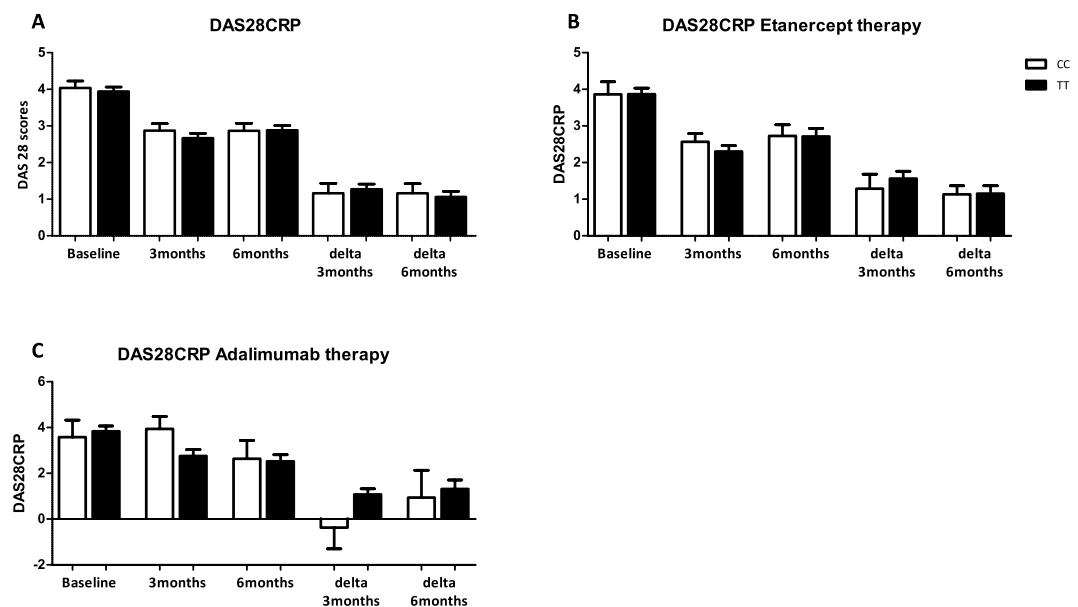 A
DAS28CRP
5
4
3
2
1
0
DAS 28 scores
Baseline 3months 6months delta 3months delta 6months
B
DAS28CRP Etanercept therapy
5
4
3
2
1
0
DAS28CRP
Baseline 3months 6months delta 3months delta 6months
CC
TT
C
DAS28CRP Adalimumab therapy
6
4
2
0
-2
DAS28CRP
Baseline 3months 6months delta 3months delta 6months